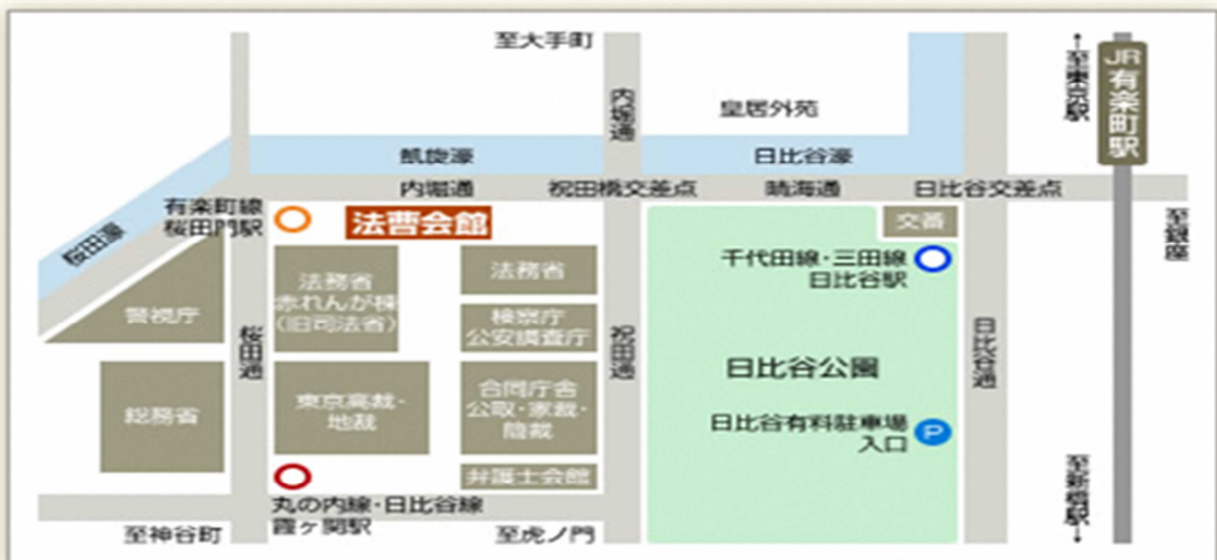 至大手町
内堀通
皇居外苑
←至東京駅
JR有楽町駅
凱旋濠
日比谷濠
内堀通
祝田橋交差点
晴海通
日比谷交差点
至銀座
桜田濠
有楽町線
桜田門駅
法曹会館
交番
法務省
赤れんが棟
(旧司法省)
法務省
千代田線・三田線
日比谷駅
警視庁
検察庁
公安調査庁
桜田通
祝田通
日比谷通
日比谷公園
総務省
東京高裁・
地裁
合同庁舎
公取・家裁・
簡裁
日比谷有料駐車場
入口
P
弁護士会館
丸の内線・日比谷線
霞ヶ関駅
至神谷町
至虎ノ門
至新橋駅→